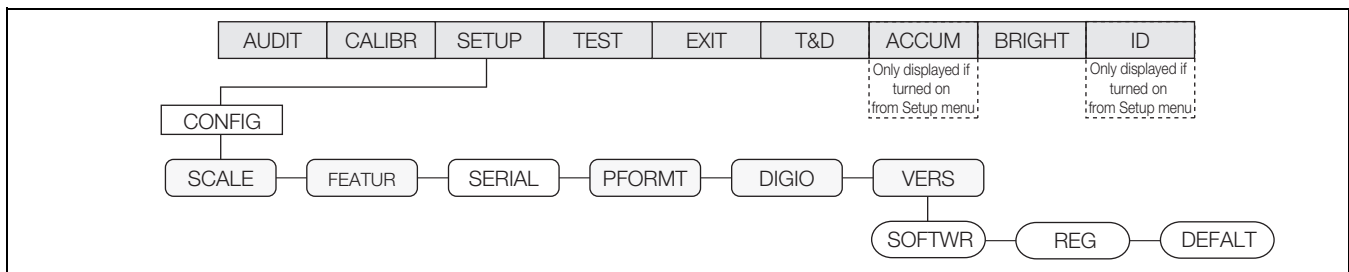 AUDIT CALIBR SETUP TEST EXIT T&D ACCUM BRIGHT ID
Only displayed if
turned on
from Setup menu
Only displayed if
turned on
from Setup menu
CONFIG
SCALE FEATUR SERIAL PFORMT DIGIO VERS
SOFTWR REG DEFALT